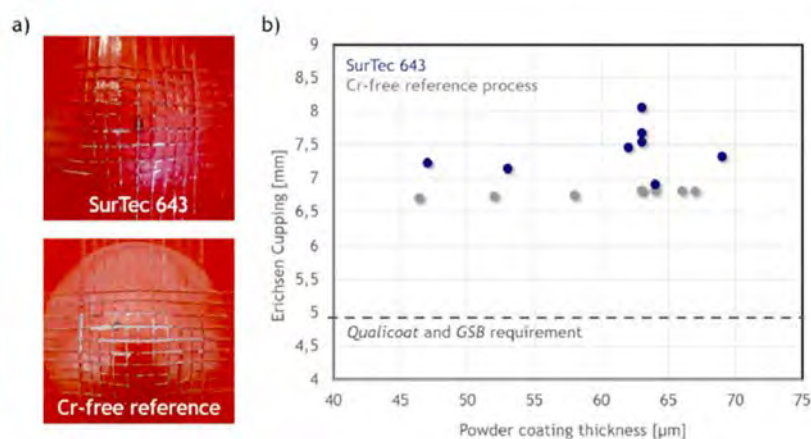 a)
SurTec 643
Cr-free reference
b)
Erichsen Cupping [mm]
9
8,5
8
7,5
7
6,5
6
5,5
5
4,5
4
SurTec 643
Cr-free reference process
Qualicoat and GSB requirement
40 45 50 55 60 65 70 75
Powder coating thickness [µm]